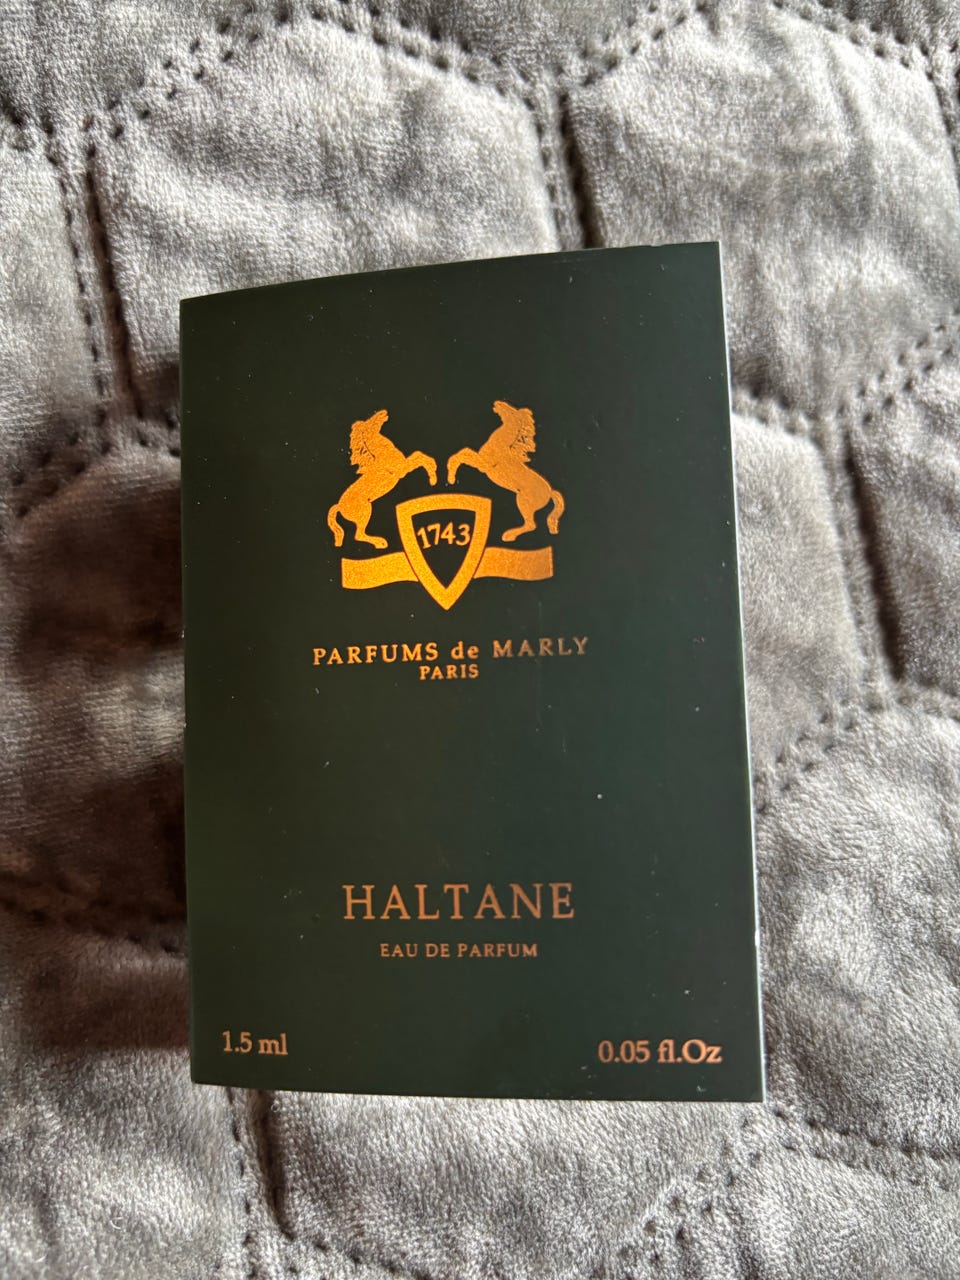 1743
PARFUMS de MARLY
PARIS
HALTANE
EAU DE PARFUM
1.5 ml 0.05 fl.Oz